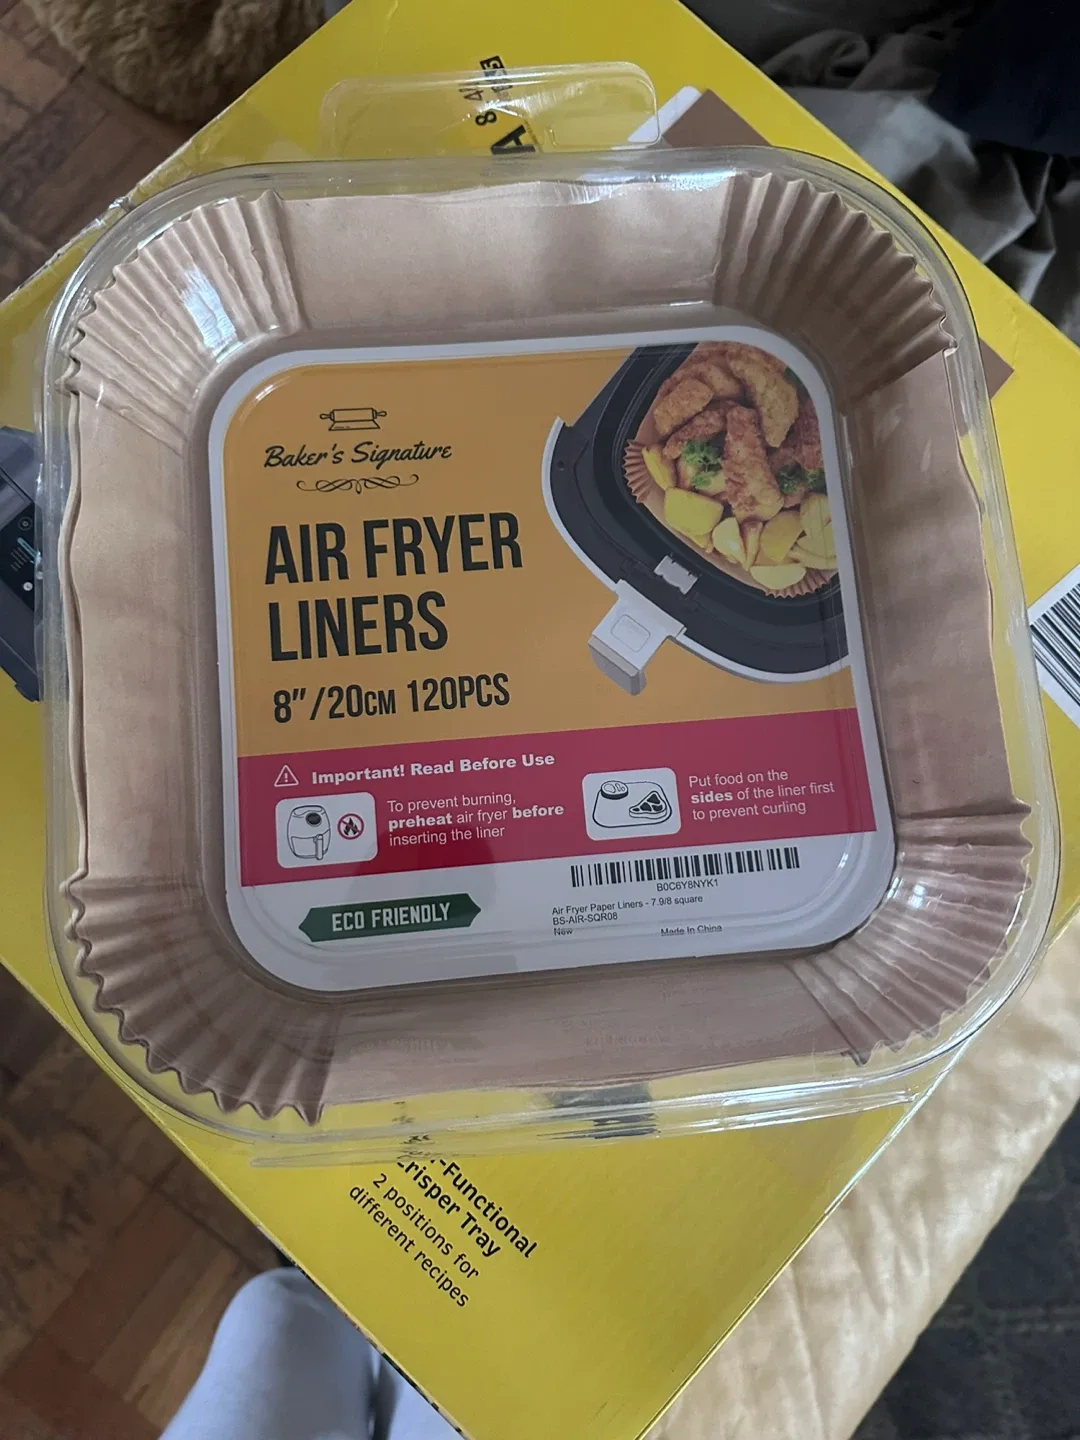 Baker's Signature
AIR FRYER
LINERS
8"/20CM 120PCS
Important! Read Before Use
To prevent burning,
preheat air fryer before
inserting the liner
Put food on the
sides of the liner first
to prevent curling
ECO FRIENDLY
B0C6Y8NYK1
Air Fryer Paper Liners - 7.9/8 square
BS-AIR-SQR08
New
Made In China
-Functional
Crisper Tray
2 positions for
different recipes